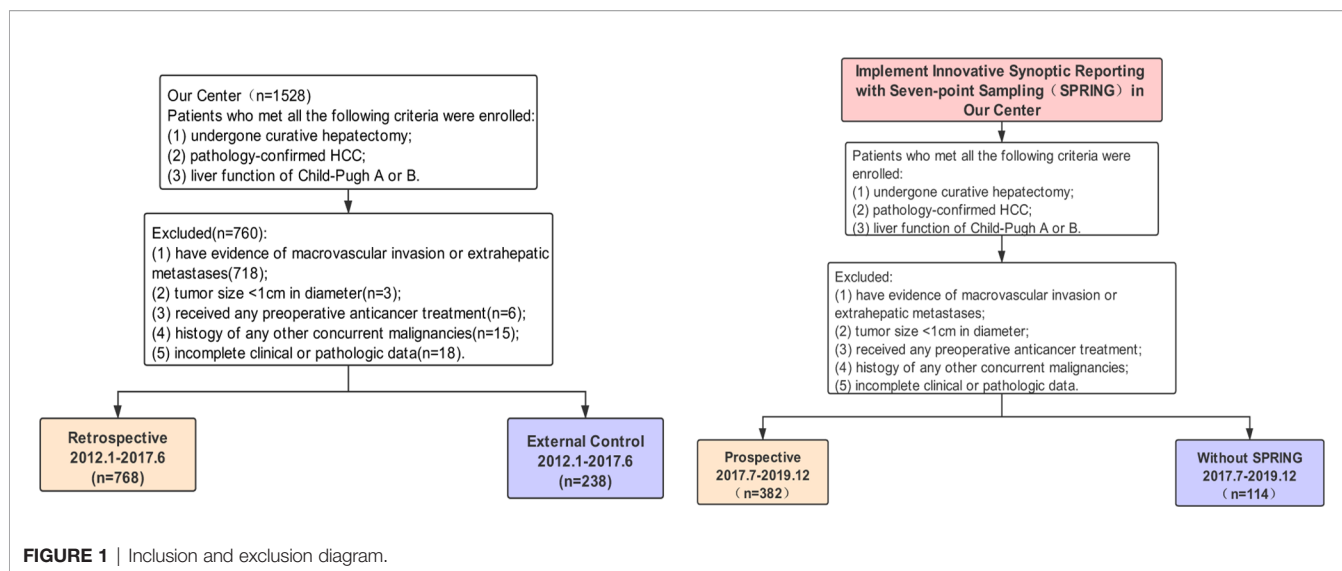 Our Center（n=1528)
Patients who met all the following criteria were enrolled:
(1) undergone curative hepatectomy;
(2) pathology-confirmed HCC;
(3) liver function of Child-Pugh A or B.
Excluded(n=760):
(1) have evidence of macrovascular invasion or extrahepatic
metastases(718);
(2) tumor size <1cm in diameter(n=3);
(3) received any preoperative anticancer treatment(n=6);
(4) histogy of any other concurrent malignancies(n=15);
(5) incomplete clinical or pathologic data(n=18).
Retrospective
2012.1-2017.6
(n=768)
External Control
2012.1-2017.6
(n=238)
Implement Innovative Synoptic Reporting
with Seven-point Sampling（SPRING）in
Our Center
Patients who met all the following criteria were
enrolled:
(1) undergone curative hepatectomy;
(2) pathology-confirmed HCC;
(3) liver function of Child-Pugh A or B.
Excluded:
(1) have evidence of macrovascular invasion or
extrahepatic metastases;
(2) tumor size <1cm in diameter;
(3) received any preoperative anticancer treatment;
(4) histogy of any other concurrent malignancies;
(5) incomplete clinical or pathologic data.
Prospective
2017.7-2019.12
（n=382）
Without SPRING
2017.7-2019.12
（n=114）
FIGURE 1 | Inclusion and exclusion diagram.